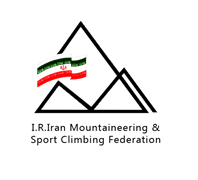 I.R.Iran Mountaineering &
Sport Climbing Federation